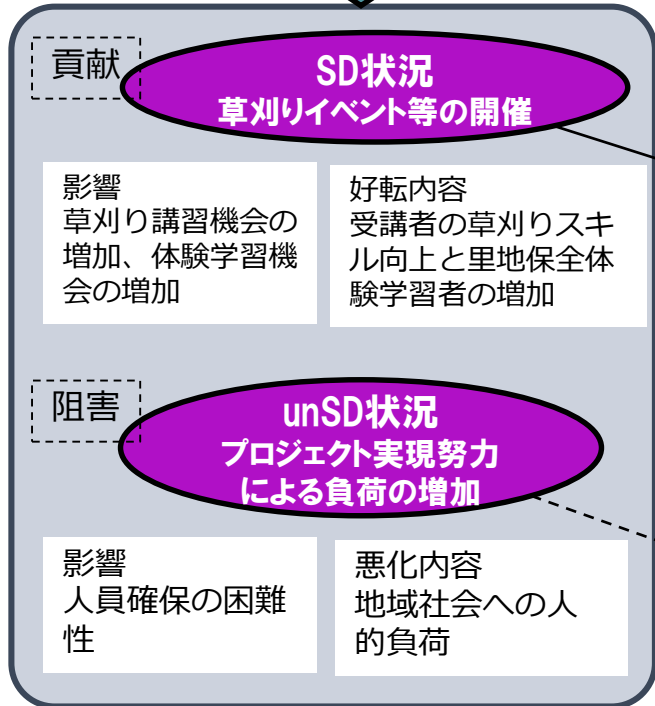 貢献
SD状況
草刈りイベント等の開催
影響
草刈り講習機会の
増加、体験学習機
会の増加
好転内容
受講者の草刈りスキ
ル向上と里地保全体
験学習者の増加
阻害
unSD状況
プロジェクト実現努力
による負荷の増加
影響
人員確保の困難
性
悪化内容
地域社会への人
的負荷